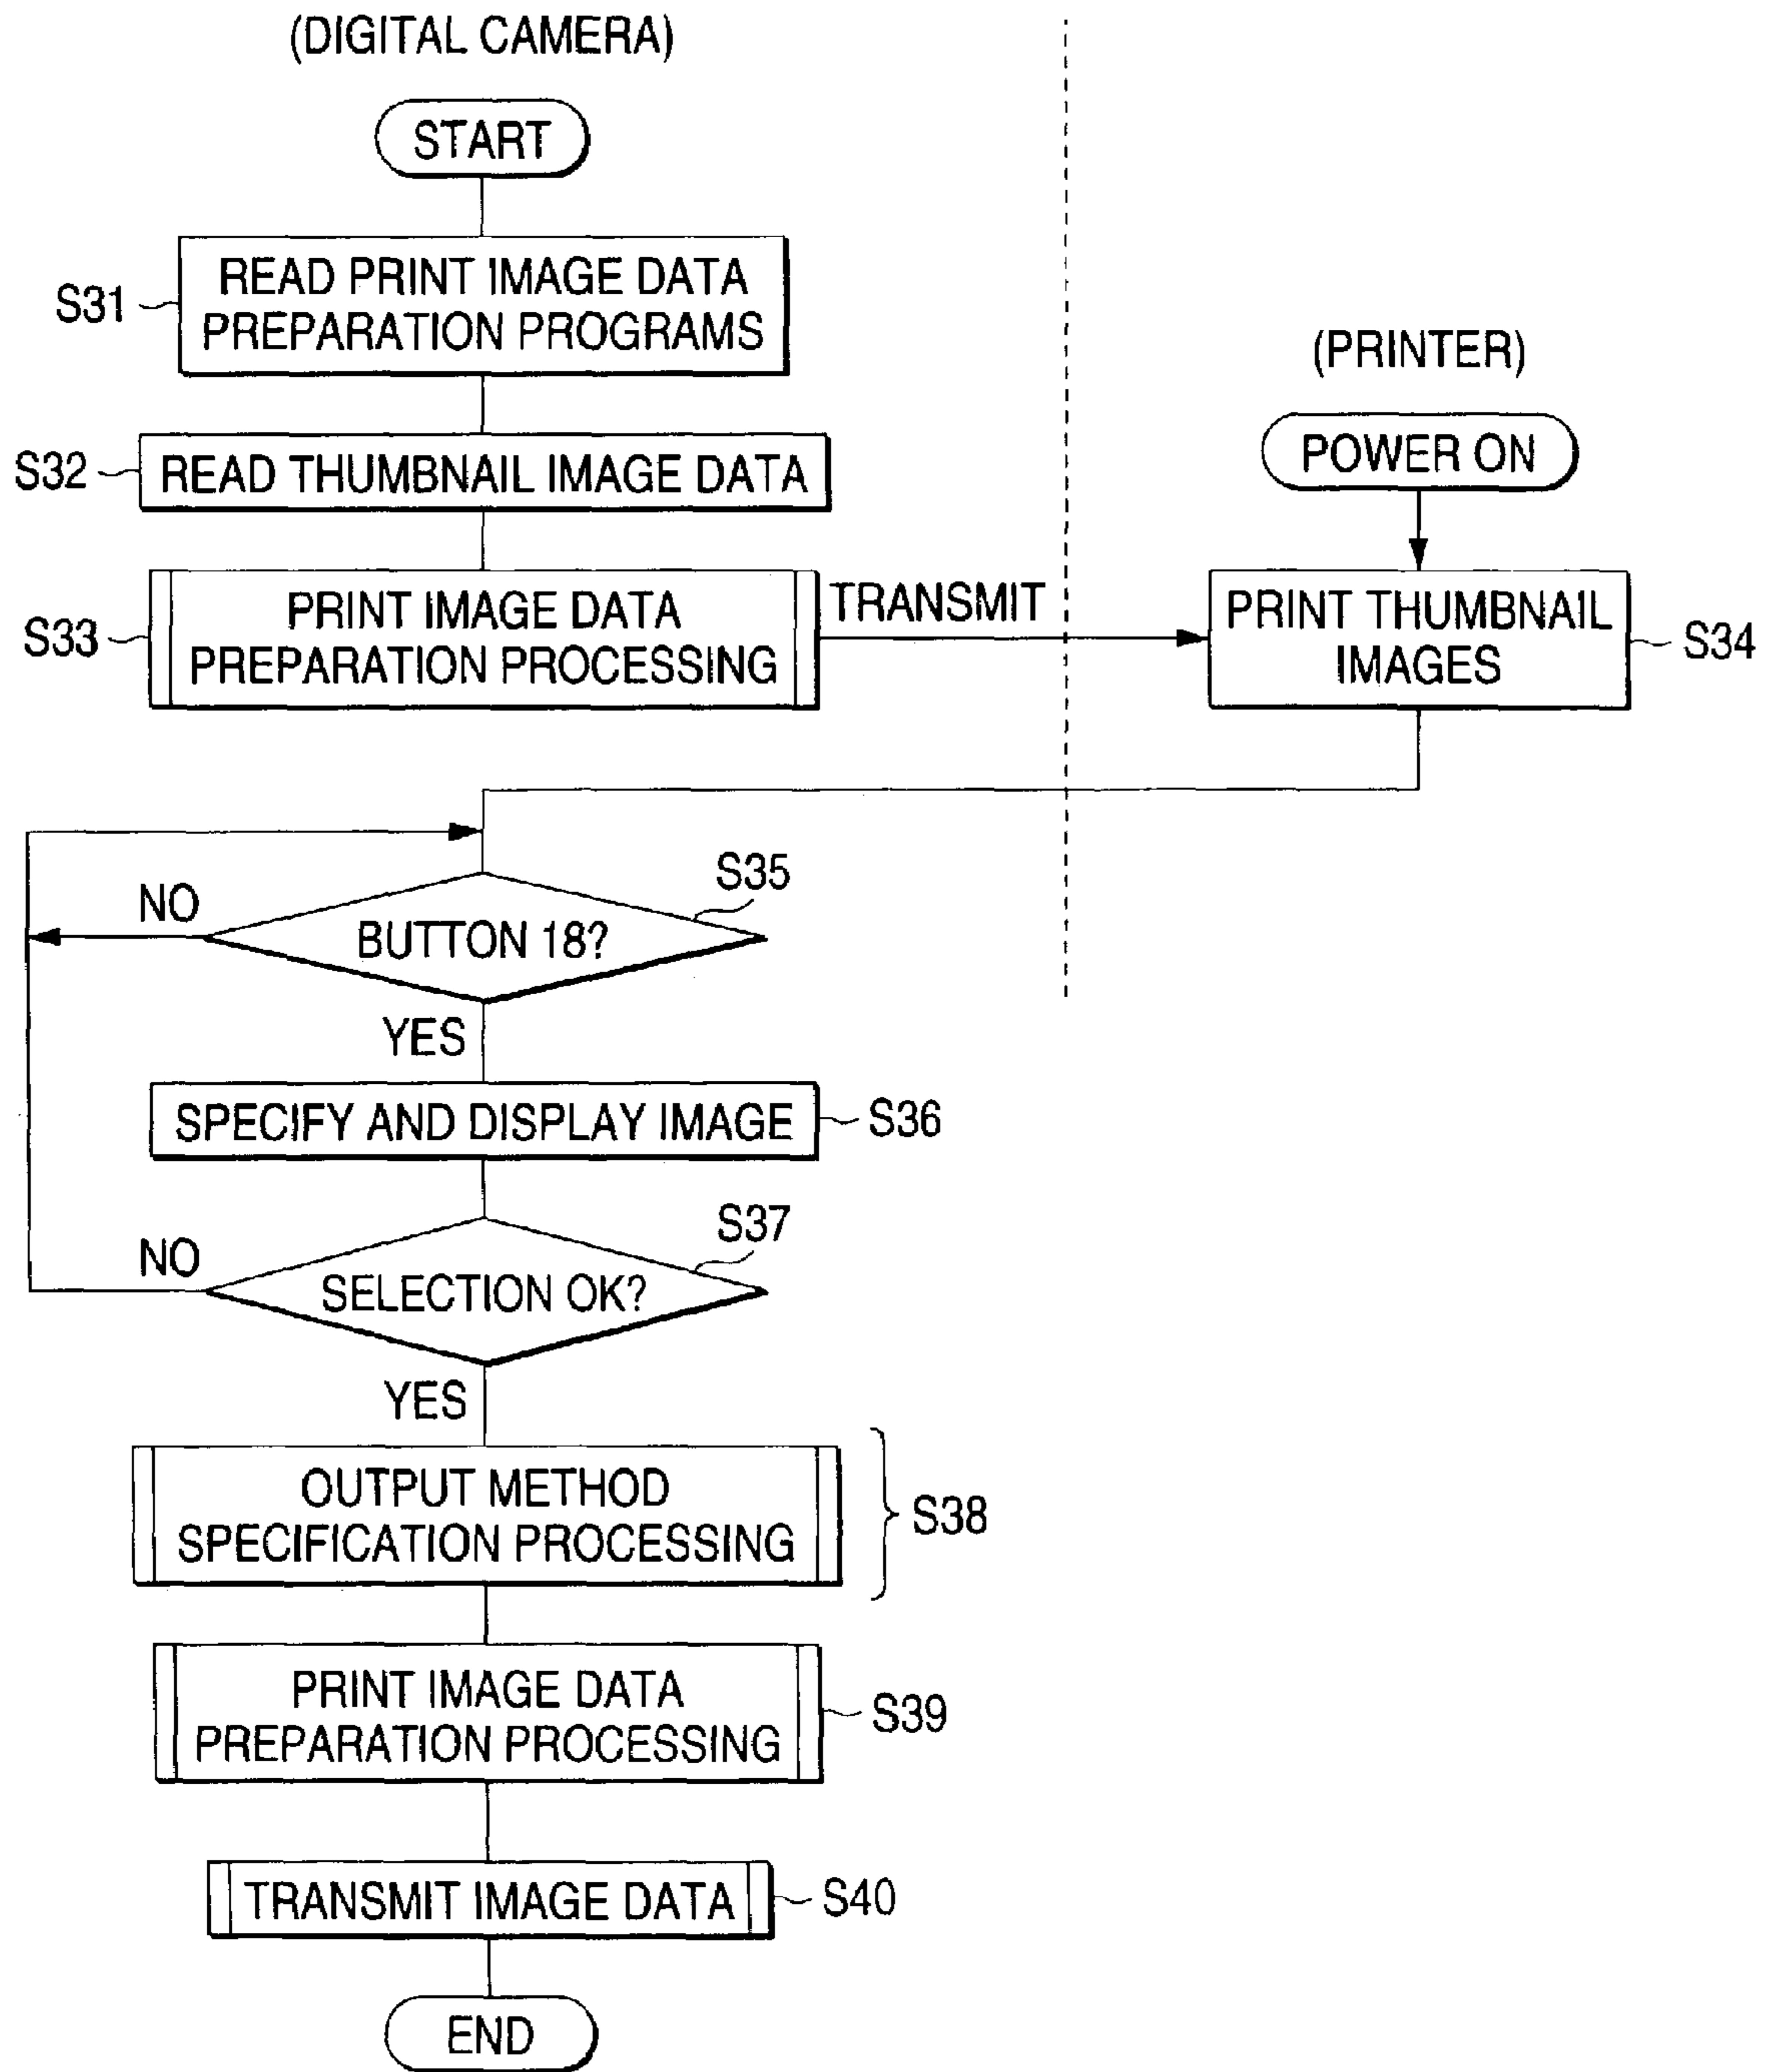 (DIGITAL CAMERA)
START
S31
READ PRINT IMAGE DATA
PREPARATION PROGRAMS
(PRINTER)
POWER ON
S32
READ THUMBNAIL IMAGE DATA
S33
PRINT IMAGE DATA
PREPARATION PROCESSING
TRANSMIT
PRINT THUMBNAIL
IMAGES
S34
S35
NO
BUTTON 18?
YES
SPECIFY AND DISPLAY IMAGE
S36
S37
NO
SELECTION OK?
YES
OUTPUT METHOD
SPECIFICATION PROCESSING
S38
PRINT IMAGE DATA
PREPARATION PROCESSING
S39
TRANSMIT IMAGE DATA
S40
END